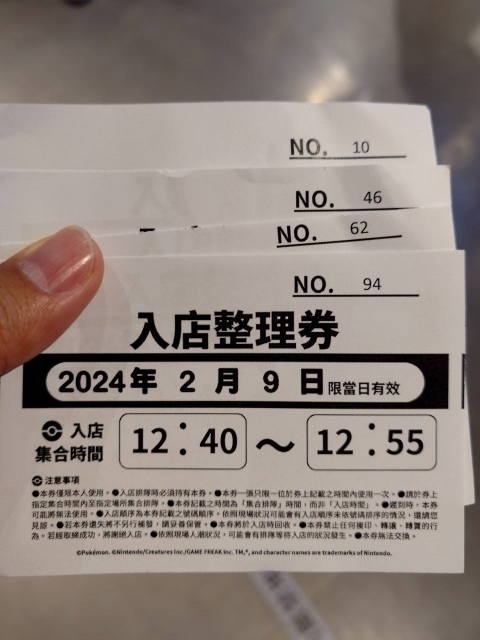 NO. 10
NO. 46
NO. 62
NO. 94
入店整理券
2024年 2 月 9 日限當日有效
入店
集合時間
12:40～12:55
注意事項
●本券僅限本人使用。●入店排隊時必須持有本券。●本券一張只限一位於券上記載之時間內使用一次。●請於券上
指定集合時間內至指定場所集合排隊。●本券記載之時間為「集合排隊」時間，而非「入店時間」。●遲到時，本券
可能將無法使用。●入店順序為本券記載之號碼順序。依照現場狀況可能會有入店順序未依號碼排序的情況，還請您
見諒。●若本券遺失將不另行補發，請妥善保管。●本券將於入店時回收。●本券禁止任何複印、轉讓、轉賣的行
為。若經取締成功，將謝絕入店。●依照現場人潮狀況，可能會有排隊等待入店的狀況發生。●本券無法交換。
©Pokémon. ©Nintendo/Creatures Inc./GAME FREAK Inc. TM,®, and character names are trademarks of Nintendo.